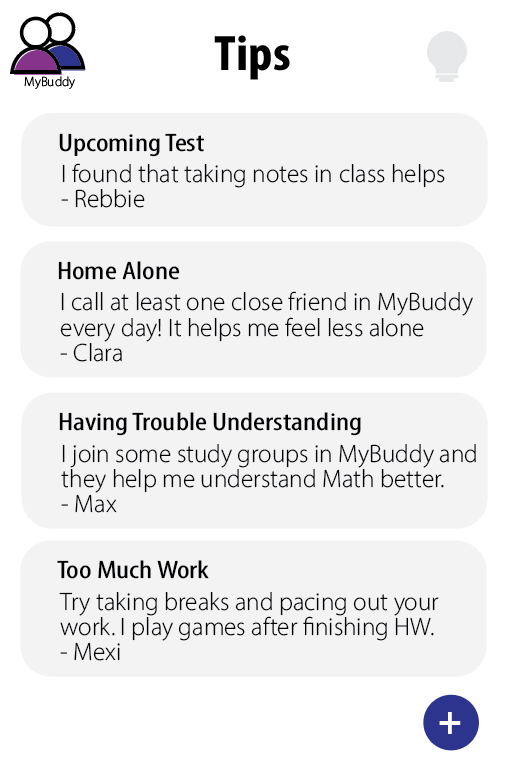 Tips
MyBuddy
Upcoming Test
I found that taking notes in class helps
- Rebbie
Home Alone
I call at least one close friend in MyBuddy
every day! It helps me feel less alone
- Clara
Having Trouble Understanding
I join some study groups in MyBuddy and
they help me understand Math better.
- Max
Too Much Work
Try taking breaks and pacing out your
work. I play games after finishing HW.
- Mexi
+